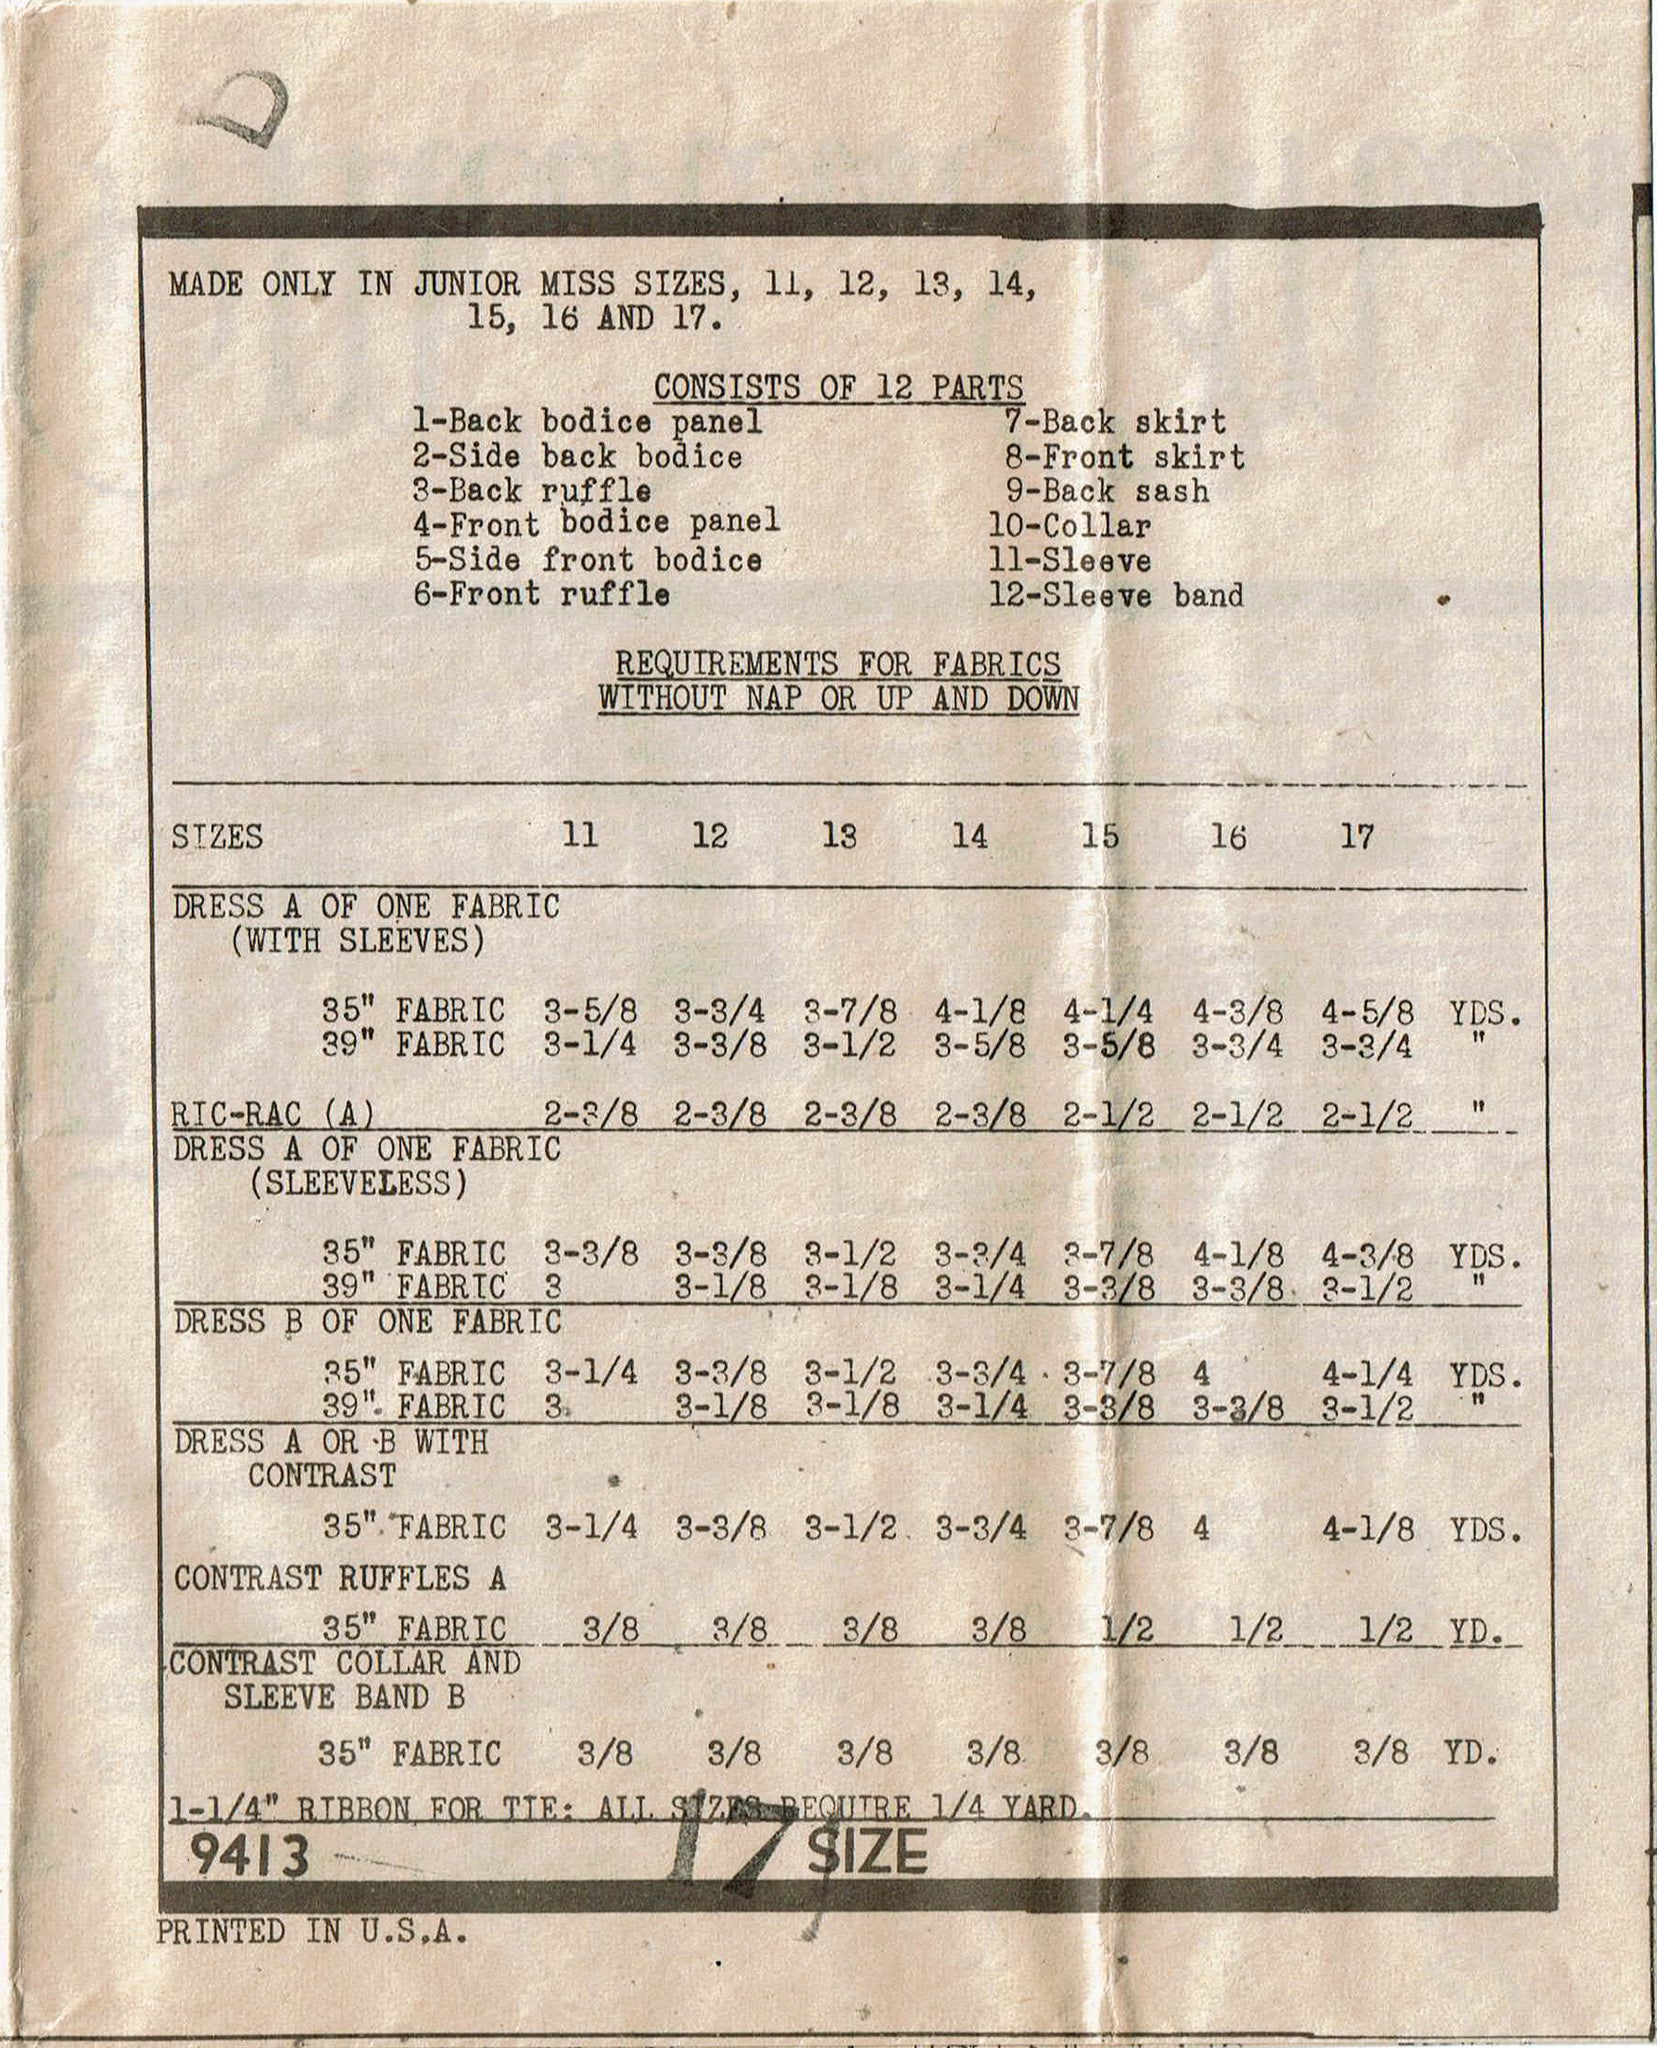 D
MADE ONLY IN JUNIOR MISS SIZES, 11, 12, 13, 14,
15, 16 AND 17.
CONSISTS OF 12 PARTS
1-Back bodice panel 7-Back skirt
2-Side back bodice 8-Front skirt
3-Back ruffle 9-Back sash
4-Front bodice panel 10-Collar
5-Side front bodice 11-Sleeve
6-Front ruffle 12-Sleeve band
REQUIREMENTS FOR FABRICS
WITHOUT NAP OR UP AND DOWN
SIZES 11 12 13 14 15 16 17
DRESS A OF ONE FABRIC
(WITH SLEEVES)
35" FABRIC 3-5/8 3-3/4 3-7/8 4-1/8 4-1/4 4-3/8 4-5/8 YDS.
39" FABRIC 3-1/4 3-3/8 3-1/2 3-5/8 3-5/8 3-3/4 3-3/4 "
RIC-RAC (A) 2-3/8 2-3/8 2-3/8 2-3/8 2-1/2 2-1/2 2-1/2 "
DRESS A OF ONE FABRIC
(SLEEVELESS)
35" FABRIC 3-3/8 3-3/8 3-1/2 3-3/4 3-7/8 4-1/8 4-3/8 YDS.
39" FABRIC 3 3-1/8 3-1/8 3-1/4 3-3/8 3-3/8 3-1/2 "
DRESS B OF ONE FABRIC
35" FABRIC 3-1/4 3-3/8 3-1/2 3-3/4 3-7/8 4 4-1/4 YDS.
39" FABRIC 3 3-1/8 3-1/8 3-1/4 3-3/8 3-3/8 3-1/2 "
DRESS A OR B WITH
CONTRAST
35" FABRIC 3-1/4 3-3/8 3-1/2 3-3/4 3-7/8 4 4-1/8 YDS.
CONTRAST RUFFLES A
35" FABRIC 3/8 3/8 3/8 3/8 1/2 1/2 1/2 YD.
CONTRAST COLLAR AND
SLEEVE BAND B
35" FABRIC 3/8 3/8 3/8 3/8 3/8 3/8 3/8 YD.
1-1/4" RIBBON FOR TIE: ALL SIZES REQUIRE 1/4 YARD.
9413 17 SIZE
PRINTED IN U.S.A.